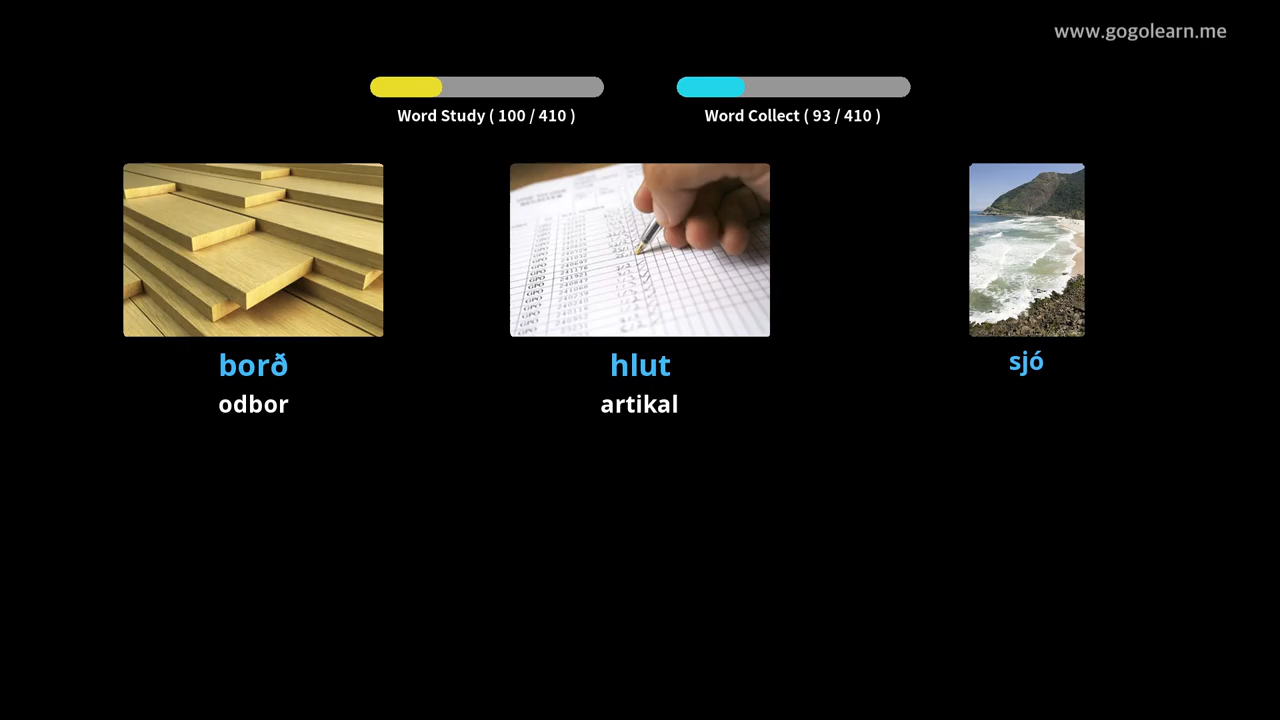 www.gogolearn.me
Word Study ( 100 / 410 )
Word Collect ( 93 / 410 )
borð
hlut
sjó
odbor
artikal